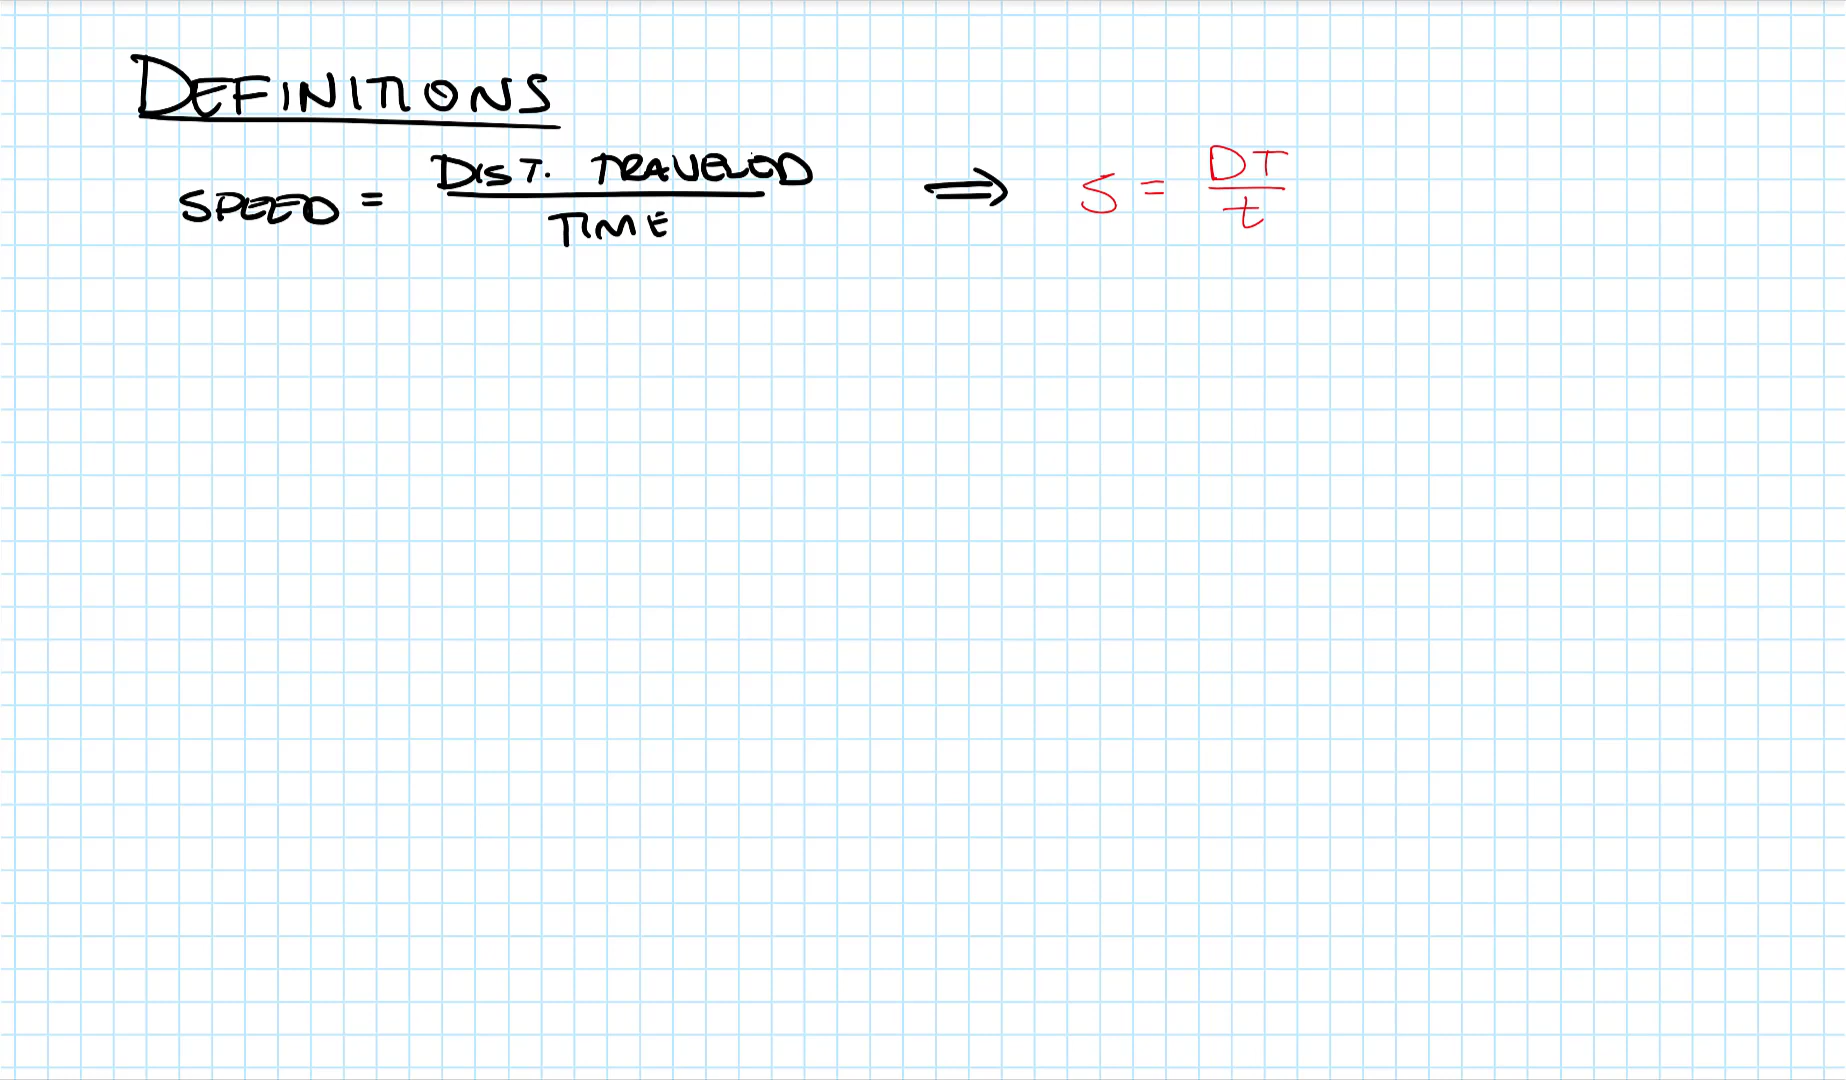 DEFINITIONS
SPEED = DIST. TRAVELED / TIME ⇒ S = DT / t